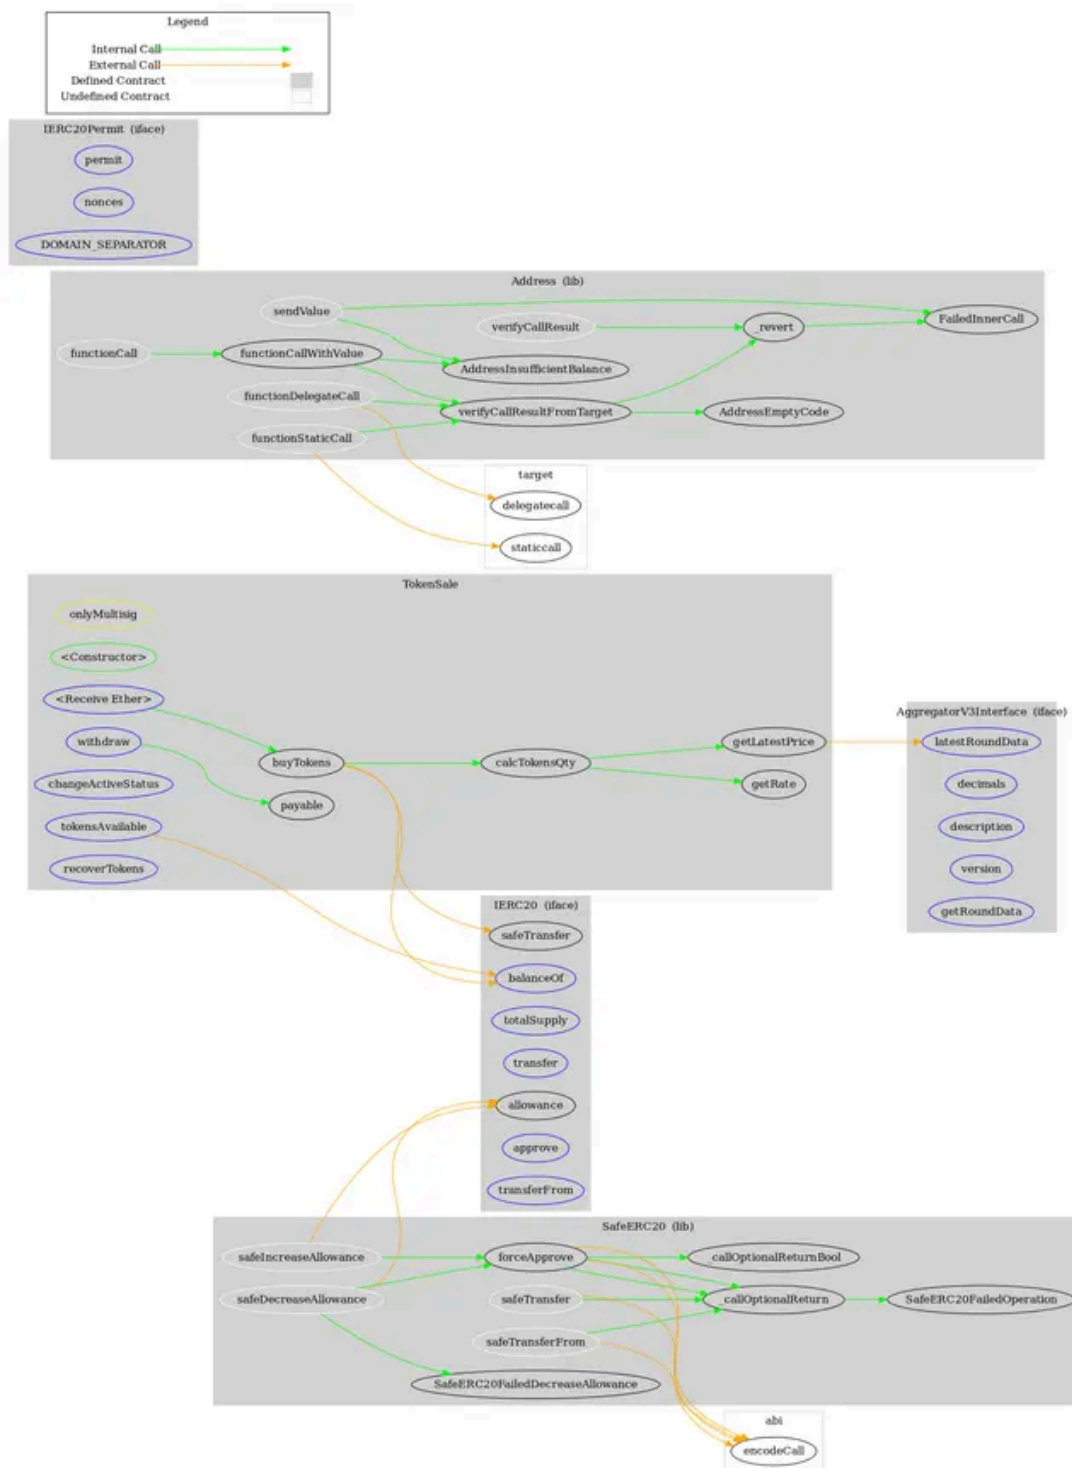 Legend
Internal Call
External Call
Defined Contract
Undefined Contract
IERC20Permit (iface)
permit
nonces
DOMAIN_SEPARATOR
Address (lib)
sendValue
verifyCallResult
_revert
FailedInnerCall
functionCall
functionCallWithValue
AddressInsufficientBalance
functionDelegateCall
verifyCallResultFromTarget
AddressEmptyCode
functionStaticCall
target
delegatecall
staticcall
TokenSale
onlyMultisig
<Constructor>
<Receive Ether>
withdraw
buyTokens
calcTokensQty
getLatestPrice
getRate
changeActiveStatus
payable
tokensAvailable
recoverTokens
AggregatorV3Interface (iface)
latestRoundData
decimals
description
version
getRoundData
IERC20 (iface)
safeTransfer
balanceOf
totalSupply
transfer
allowance
approve
transferFrom
SafeERC20 (lib)
safeIncreaseAllowance
forceApprove
_callOptionalReturnBool
safeDecreaseAllowance
safeTransfer
_callOptionalReturn
SafeERC20FailedOperation
safeTransferFrom
SafeERC20FailedDecreaseAllowance
abi
encodeCall